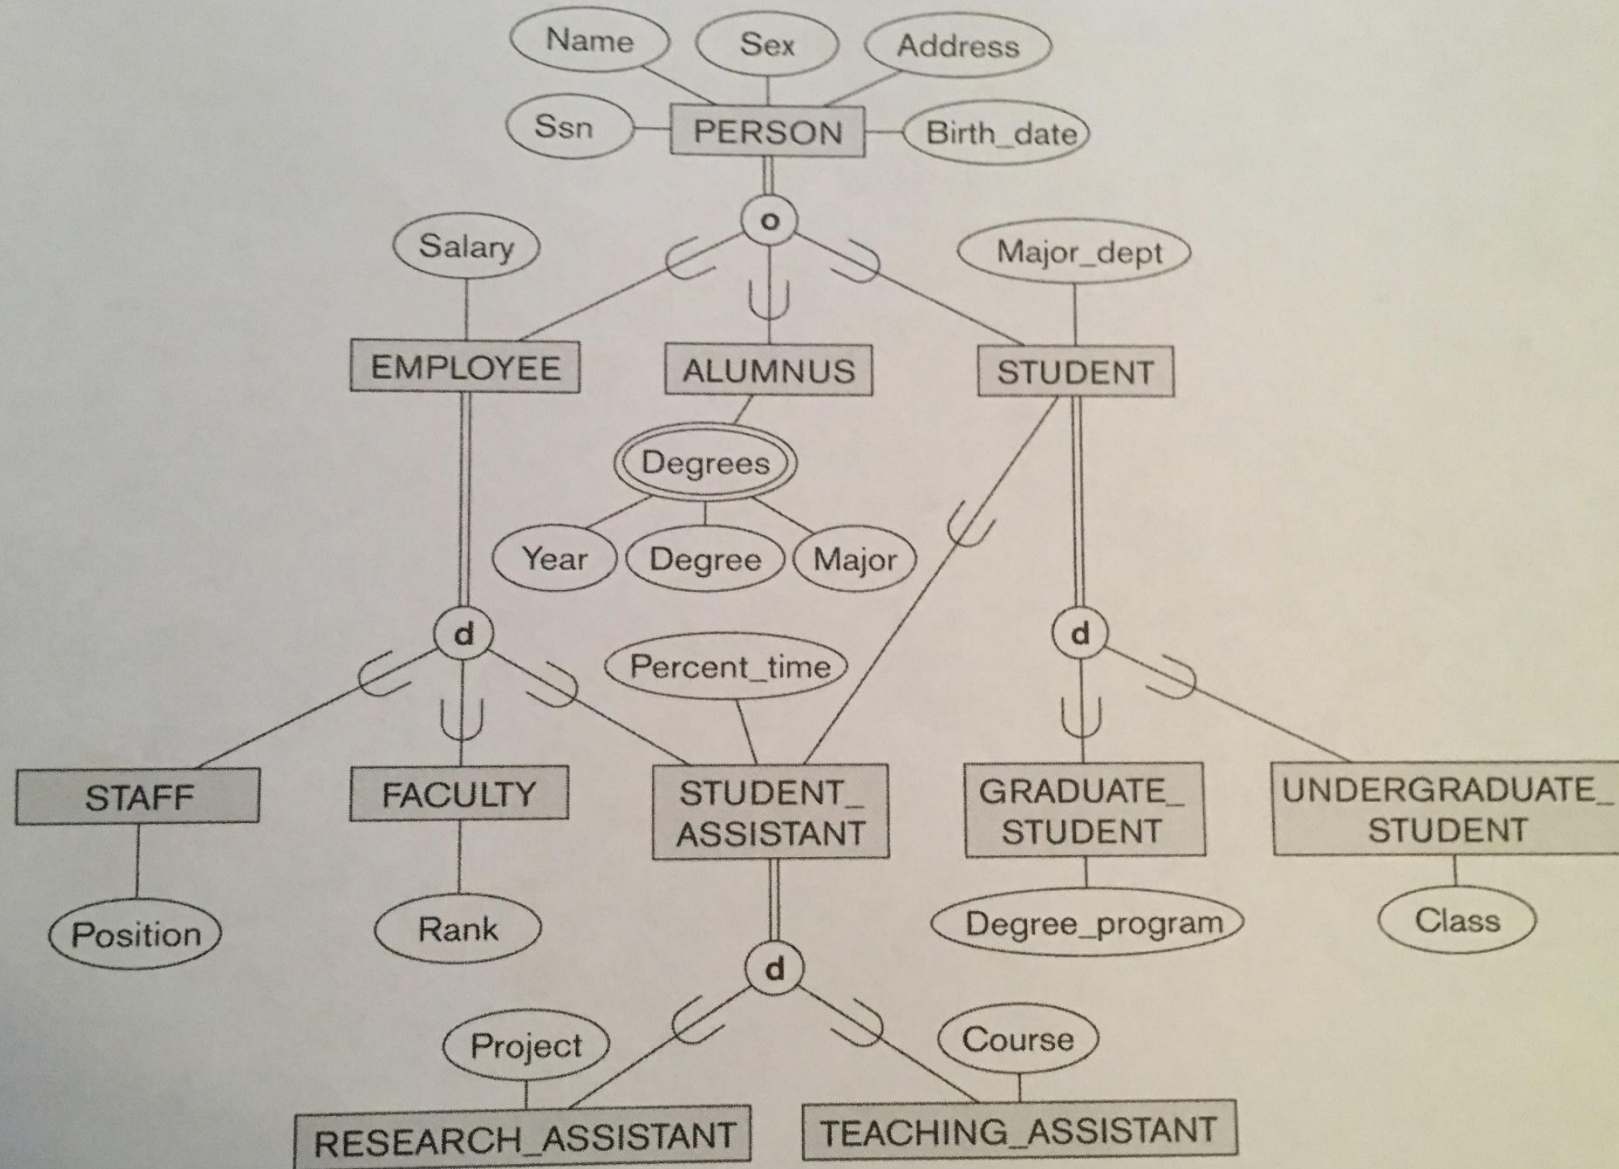 Name
Sex
Address
Ssn
PERSON
Birth_date
o
Salary
Major_dept
EMPLOYEE
ALUMNUS
STUDENT
Degrees
Year
Degree
Major
d
d
Percent_time
STAFF
FACULTY
STUDENT_
ASSISTANT
GRADUATE_
STUDENT
UNDERGRADUATE_
STUDENT
Position
Rank
Degree_program
Class
d
Project
Course
RESEARCH_ASSISTANT
TEACHING_ASSISTANT